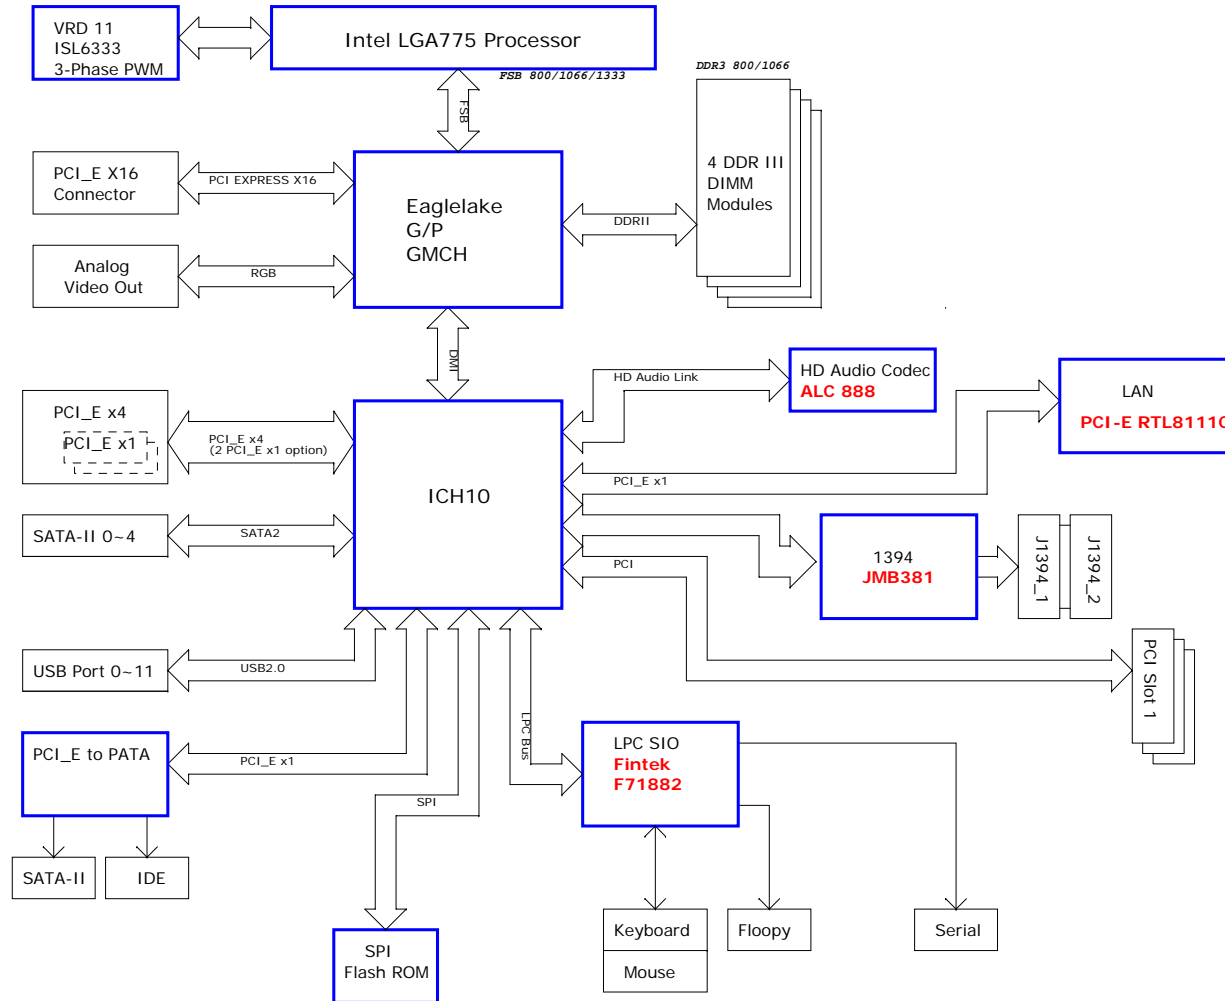 VRD 11
ISL6333
3-Phase PWM
Intel LGA775 Processor
FSB 800/1066/1333
DDR3 800/1066
FSB
PCI_E X16
Connector
PCI EXPRESS X16
Eaglelake
G/P
GMCH
DDRII
4 DDR III
DIMM
Modules
Analog
Video Out
RGB
DMI
HD Audio Link
HD Audio Codec
ALC 888
LAN
PCI-E RTL8111C
PCI_E x4
PCI_E x1
PCI_E x4
(2 PCI_E x1 option)
ICH10
PCI_E x1
SATA-II 0~4
SATA2
1394
JMB381
J1394_1
J1394_2
PCI
USB Port 0~11
USB2.0
PCI Slot 1
LPC Bus
PCI_E to PATA
PCI_E x1
LPC SIO
Fintek
F71882
SPI
SATA-II
IDE
Keyboard
Mouse
Floopy
Serial
SPI
Flash ROM